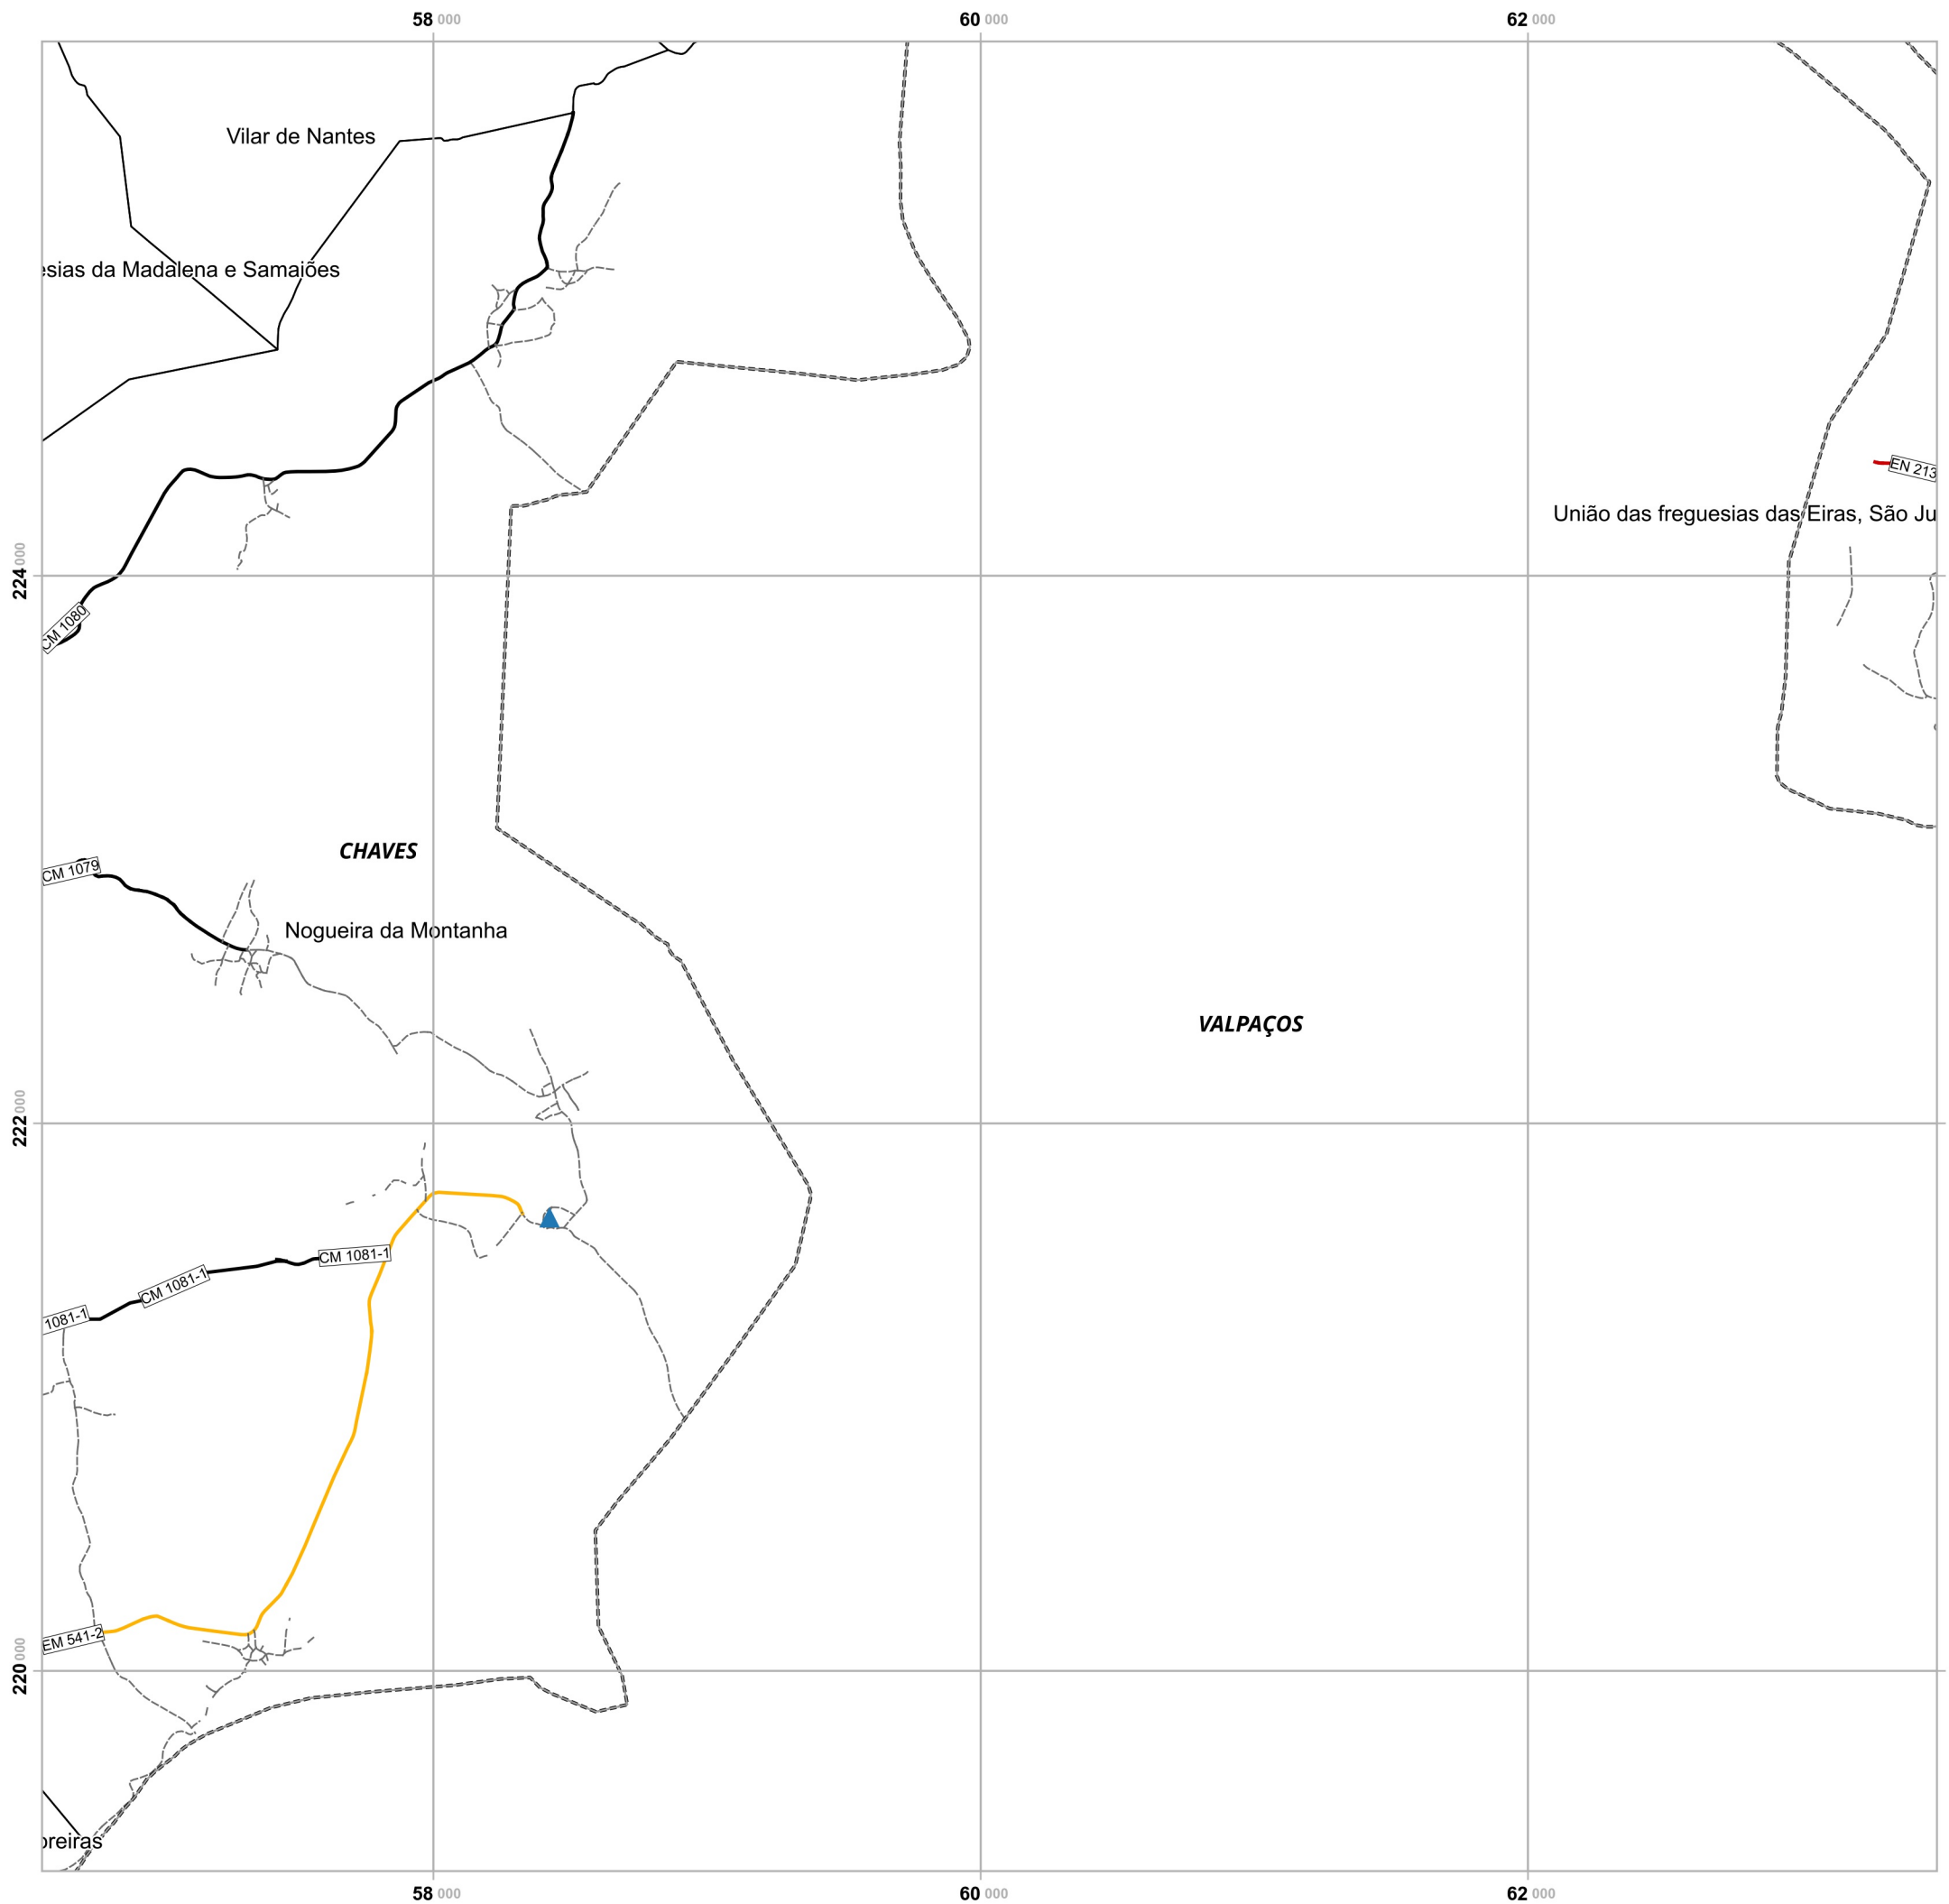 58 000
60 000
62 000
Vilar de Nantes
esias da Madalena e Samaiões
EN 213
União das freguesias das Eiras, São Ju
224 000
CM 1080
CHAVES
CM 1079
Nogueira da Montanha
VALPAÇOS
222 000
CM 1081-1
CM 1081-1
1081-1
EM 541-2
220 000
oreiras
58 000
60 000
62 000